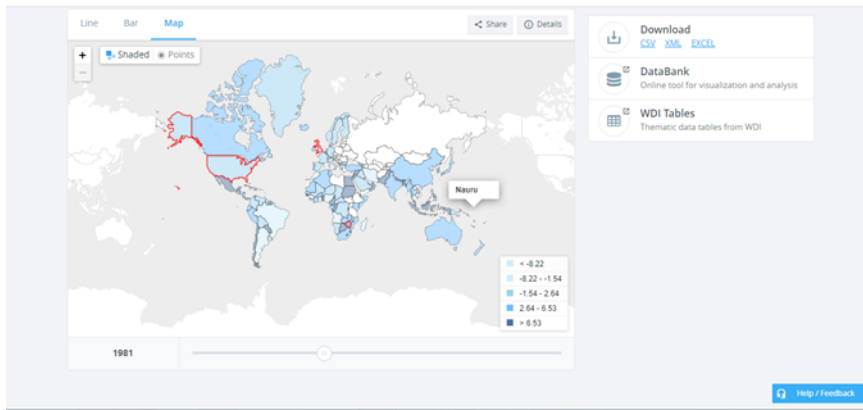 Line Bar Map
Share Details
+
−
Shaded Points
Nauru
< -8.22
-8.22 - -1.54
-1.54 - 2.64
2.64 - 6.53
> 6.53
1981
Download
CSV XML EXCEL
DataBank
Online tool for visualization and analysis
WDI Tables
Thematic data tables from WDI
Help / Feedback